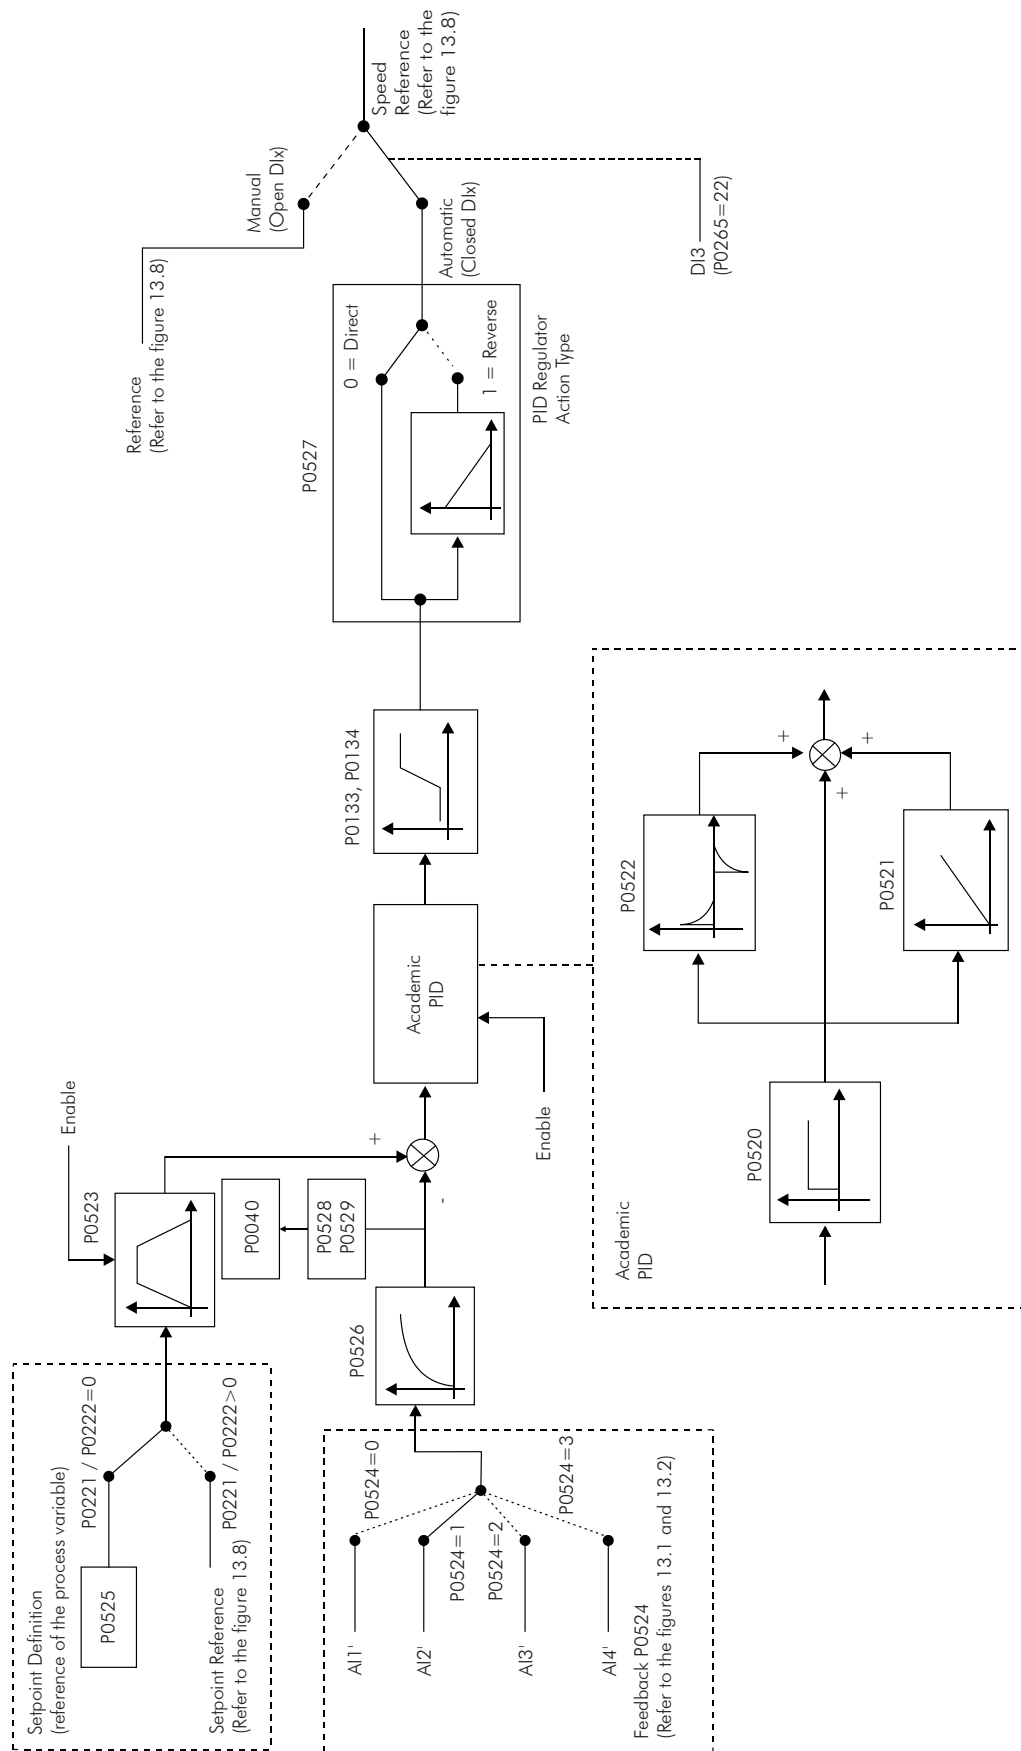 Setpoint Definition
(reference of the process variable)
P0525
P0221 / P0222=0
Setpoint Reference
(Refer to the figure 13.8)
P0221 / P0222>0
P0523
Enable
P0040
P0528
P0529
+
-
AI1'
AI2'
AI3'
AI4'
P0524=0
P0524=1
P0524=2
P0524=3
Feedback P0524
(Refer to the figures 13.1 and 13.2)
P0526
Academic
PID
Enable
P0133, P0134
P0527
0 = Direct
1 = Reverse
PID Regulator
Action Type
Reference
(Refer to the figure 13.8)
Manual
(Open DIx)
Automatic
(Closed DIx)
Speed
Reference
(Refer to the
figure 13.8)
DI3
(P0265=22)
Academic
PID
P0520
P0522
P0521
+
+
+